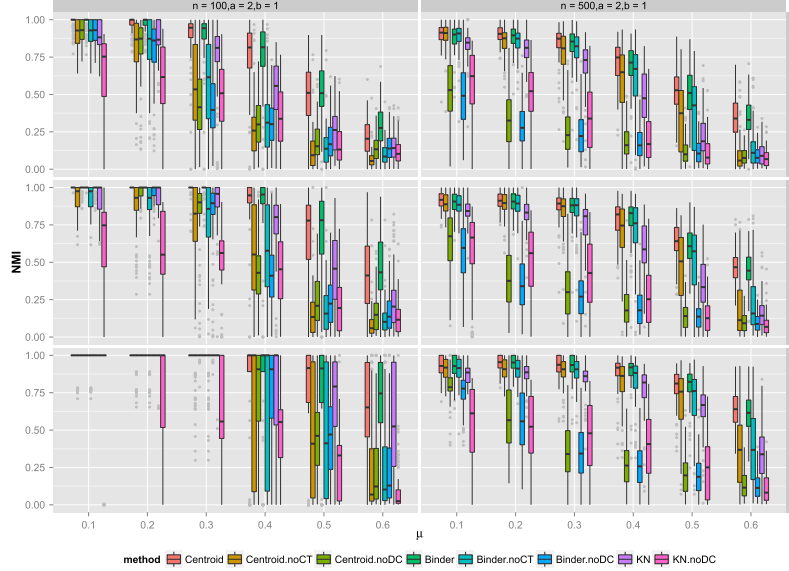 n = 100,a = 2,b = 1
n = 500,a = 2,b = 1
1.00
0.75
0.50
0.25
0.00
1.00
0.75
0.50
0.25
0.00
1.00
0.75
0.50
0.25
0.00
NMI
0.1 0.2 0.3 0.4 0.5 0.6
0.1 0.2 0.3 0.4 0.5 0.6
μ
method Centroid Centroid.noCT Centroid.noDC Binder Binder.noCT Binder.noDC KN KN.noDC